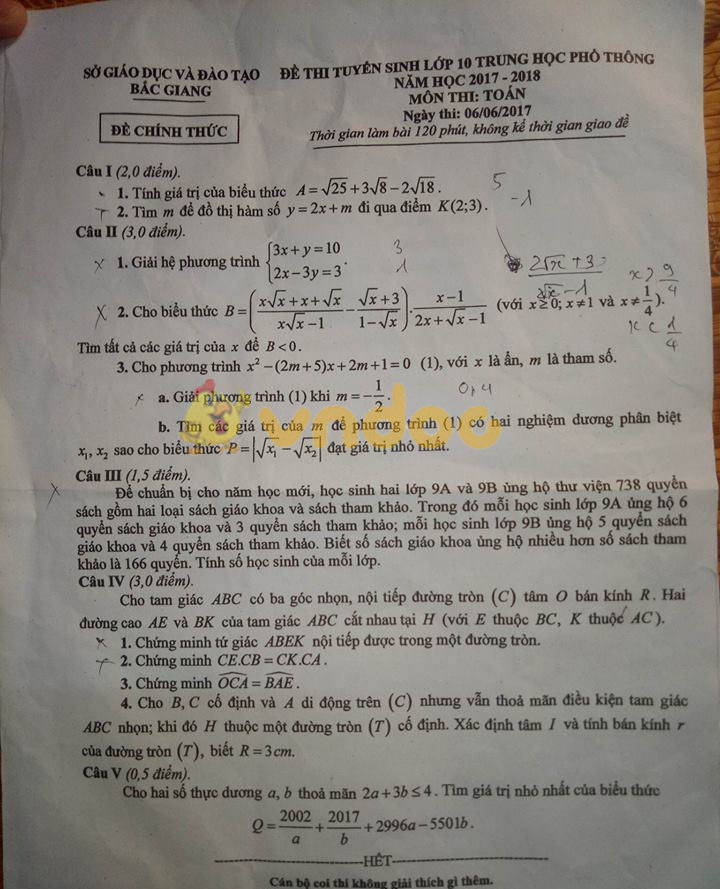 SỞ GIÁO DỤC VÀ ĐÀO TẠO
BẮC GIANG
ĐỀ CHÍNH THỨC
ĐỀ THI TUYỂN SINH LỚP 10 TRUNG HỌC PHỔ THÔNG
NĂM HỌC 2017 - 2018
MÔN THI: TOÁN
Ngày thi: 06/06/2017
Thời gian làm bài 120 phút, không kể thời gian giao đề
Câu I (2,0 điểm).
1. Tính giá trị của biểu thức A = √25 + 3√8 − 2√18 . 5
2. Tìm m để đồ thị hàm số y = 2x + m đi qua điểm K(2;3) . -1
Câu II (3,0 điểm).
1. Giải hệ phương trình { 3x + y = 10 ; 2x − 3y = 3 . 3 1
2√x + 3
2√x - 1
x > 9/4
x < 1/4
2. Cho biểu thức B = ( (x√x + x + √x)/(x√x − 1) − (√x + 3)/(1 − √x) ) . (x − 1)/(2x + √x − 1) (với x ≥ 0; x ≠ 1 và x ≠ 1/4).
Tìm tất cả các giá trị của x để B < 0 .
3. Cho phương trình x² − (2m + 5)x + 2m + 1 = 0 (1), với x là ẩn, m là tham số.
a. Giải phương trình (1) khi m = −1/2 . 0, 4
b. Tìm các giá trị của m để phương trình (1) có hai nghiệm dương phân biệt
x₁, x₂ sao cho biểu thức P = |√x₁ − √x₂| đạt giá trị nhỏ nhất.
Câu III (1,5 điểm).
Để chuẩn bị cho năm học mới, học sinh hai lớp 9A và 9B ủng hộ thư viện 738 quyển
sách gồm hai loại sách giáo khoa và sách tham khảo. Trong đó mỗi học sinh lớp 9A ủng hộ 6
quyển sách giáo khoa và 3 quyển sách tham khảo; mỗi học sinh lớp 9B ủng hộ 5 quyển sách
giáo khoa và 4 quyển sách tham khảo. Biết số sách giáo khoa ủng hộ nhiều hơn số sách tham
khảo là 166 quyển. Tính số học sinh của mỗi lớp.
Câu IV (3,0 điểm).
Cho tam giác ABC có ba góc nhọn, nội tiếp đường tròn (C) tâm O bán kính R. Hai
đường cao AE và BK của tam giác ABC cắt nhau tại H (với E thuộc BC, K thuộc AC).
1. Chứng minh tứ giác ABEK nội tiếp được trong một đường tròn.
2. Chứng minh CE.CB = CK.CA .
3. Chứng minh OCA = BAE .
4. Cho B, C cố định và A di động trên (C) nhưng vẫn thoả mãn điều kiện tam giác
ABC nhọn; khi đó H thuộc một đường tròn (T) cố định. Xác định tâm I và tính bán kính r
của đường tròn (T), biết R = 3cm.
Câu V (0,5 điểm).
Cho hai số thực dương a, b thoả mãn 2a + 3b ≤ 4 . Tìm giá trị nhỏ nhất của biểu thức
Q = 2002/a + 2017/b + 2996a − 5501b .
HẾT
Cán bộ coi thi không giải thích gì thêm.